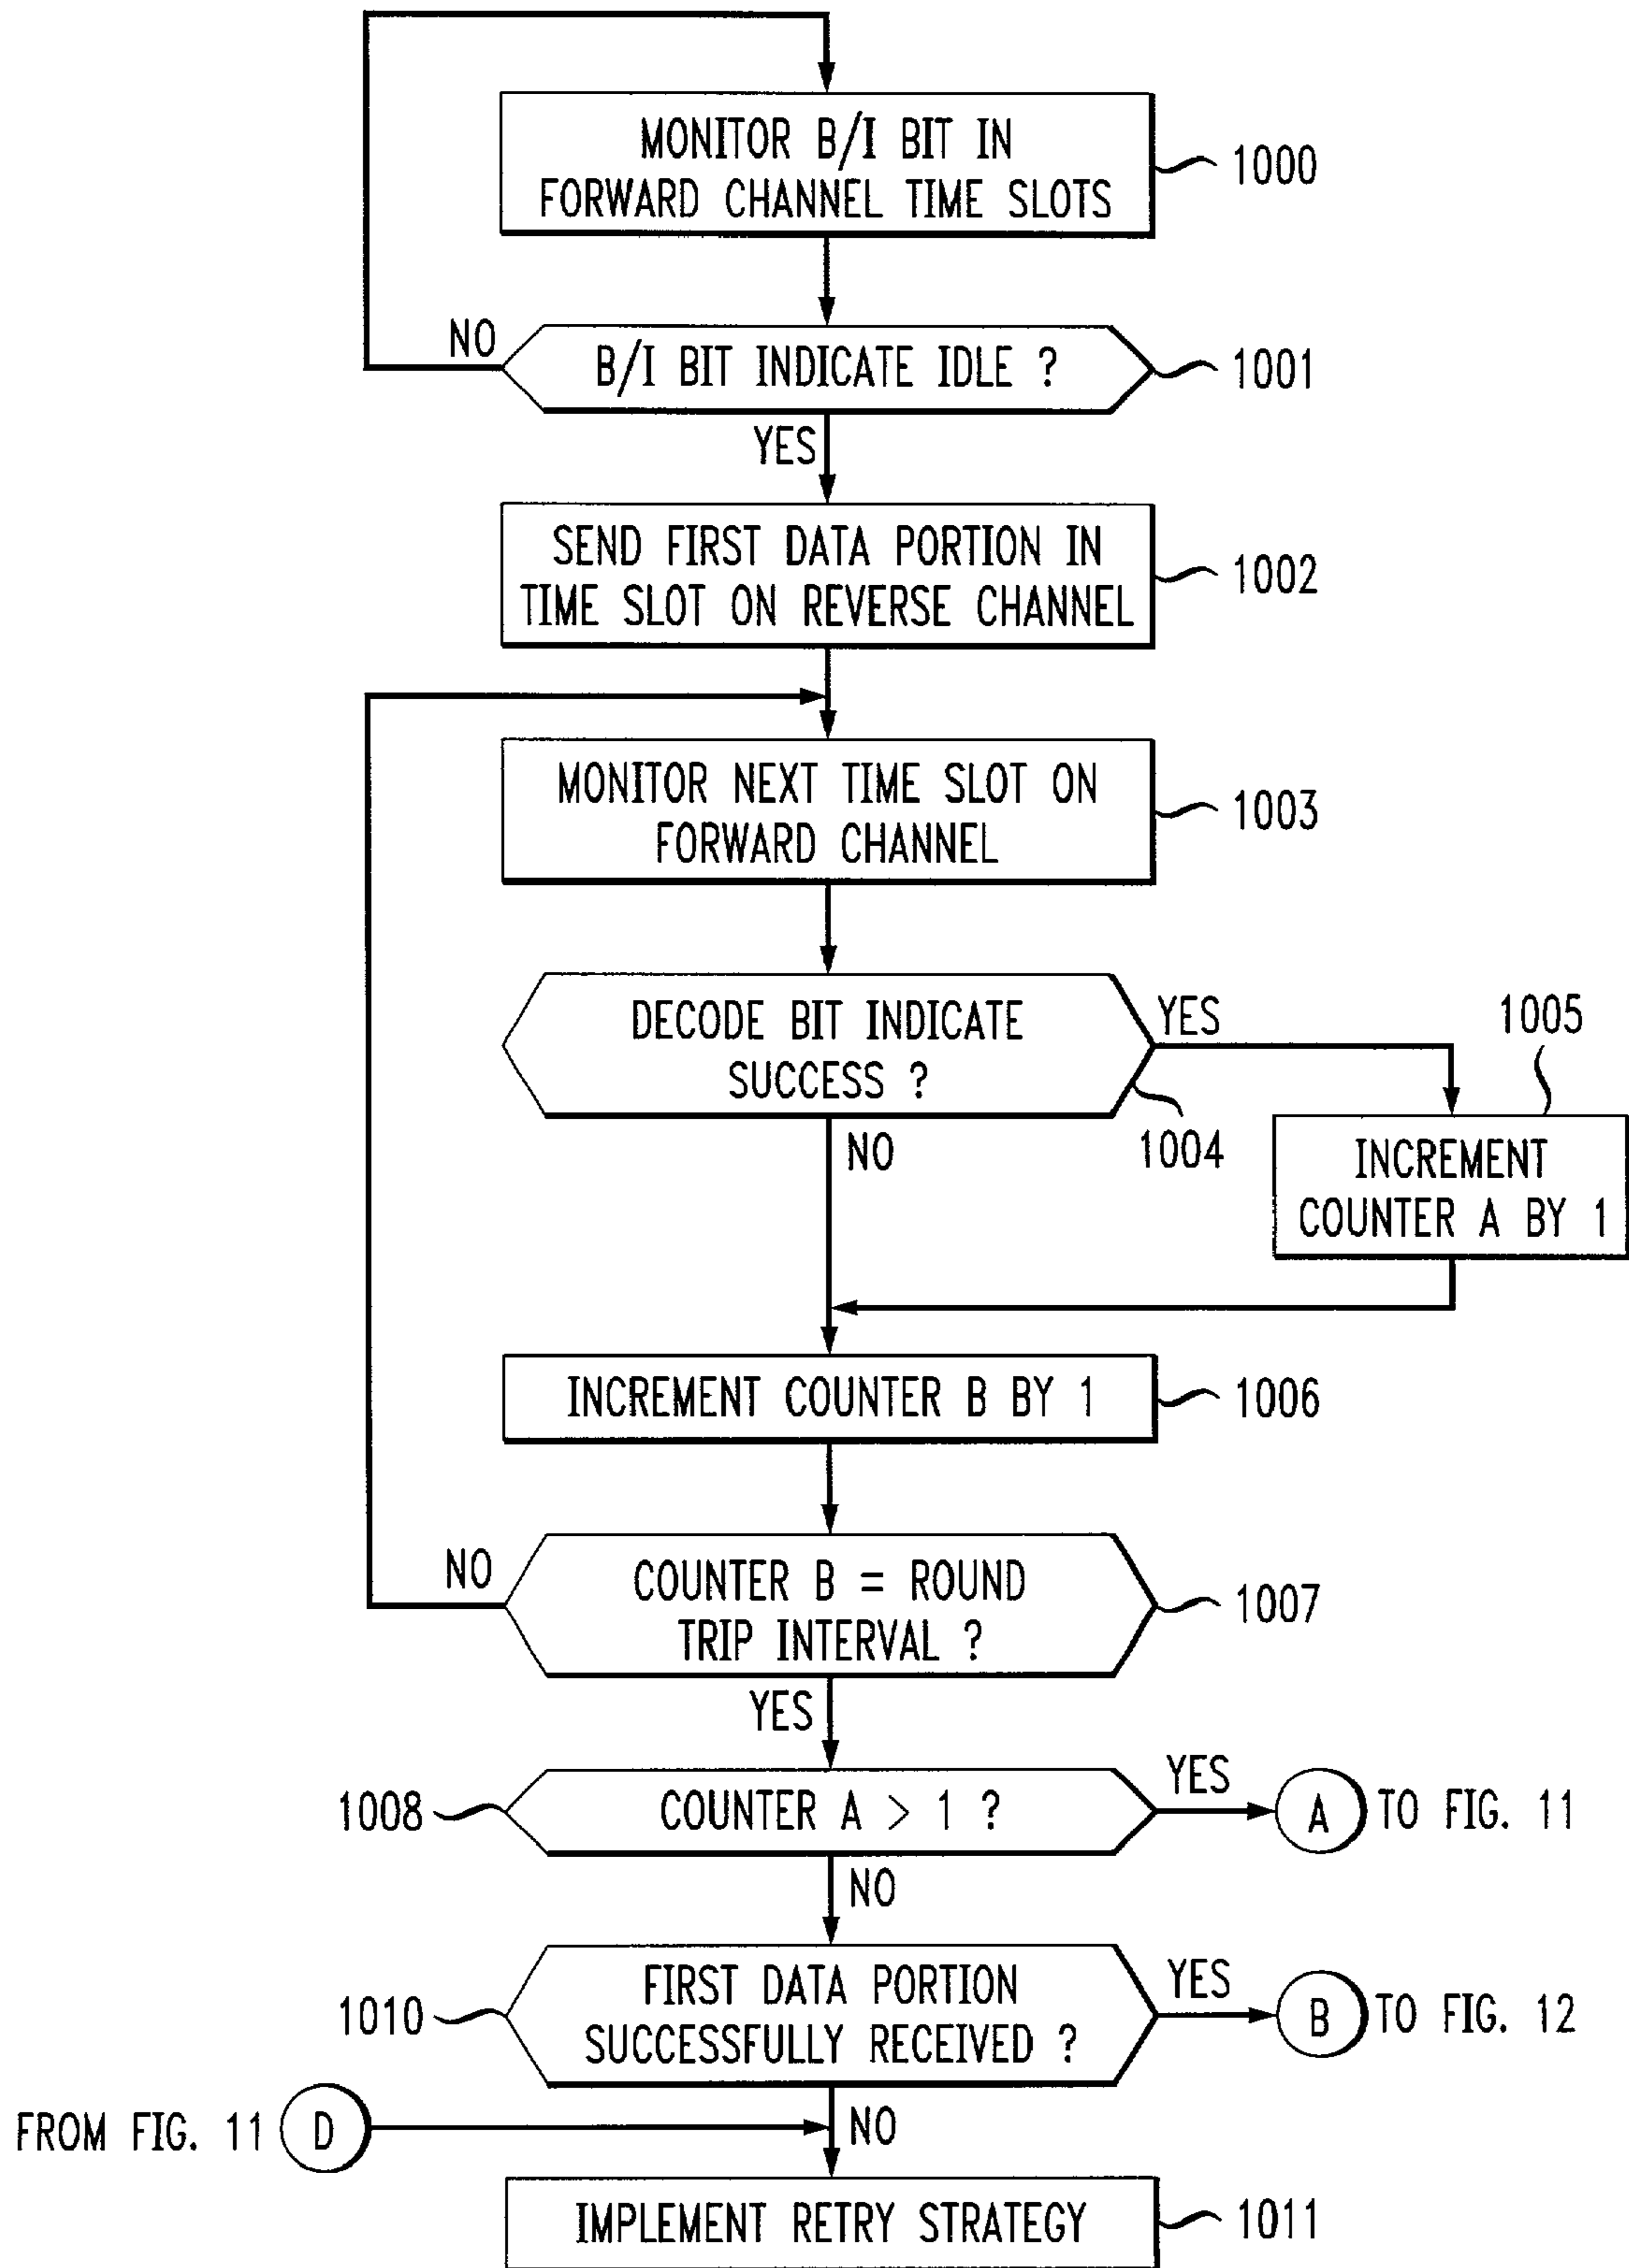 MONITOR B/I BIT IN
FORWARD CHANNEL TIME SLOTS
1000
NO
B/I BIT INDICATE IDLE ?
1001
YES
SEND FIRST DATA PORTION IN
TIME SLOT ON REVERSE CHANNEL
1002
MONITOR NEXT TIME SLOT ON
FORWARD CHANNEL
1003
DECODE BIT INDICATE
SUCCESS ?
YES
1004
NO
1005
INCREMENT
COUNTER A BY 1
INCREMENT COUNTER B BY 1
1006
NO
COUNTER B = ROUND
TRIP INTERVAL ?
1007
YES
1008
COUNTER A > 1 ?
YES
A
TO FIG. 11
NO
1010
FIRST DATA PORTION
SUCCESSFULLY RECEIVED ?
YES
B
TO FIG. 12
FROM FIG. 11
D
NO
IMPLEMENT RETRY STRATEGY
1011